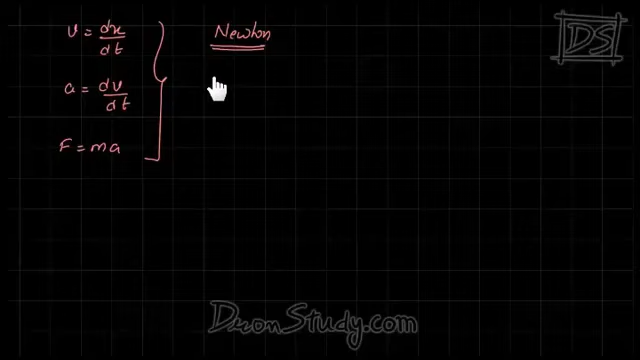 v = dx/dt
a = dv/dt
F = ma
Newton
DS
DronStudy.com